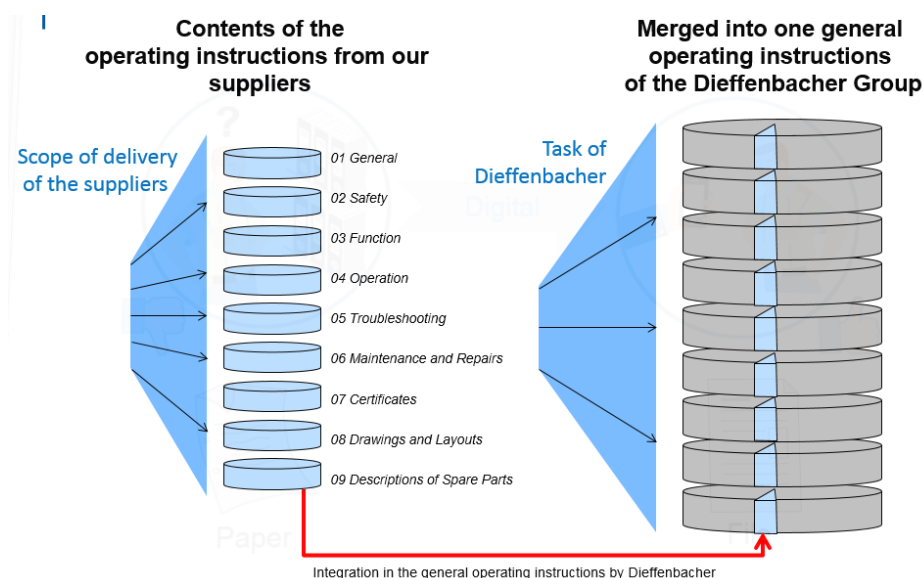 Contents of the
operating instructions from our
suppliers
Merged into one general
operating instructions
of the Dieffenbacher Group
Scope of delivery
of the suppliers
Task of
Dieffenbacher
01 General
02 Safety
03 Function
04 Operation
05 Troubleshooting
06 Maintenance and Repairs
07 Certificates
08 Drawings and Layouts
09 Descriptions of Spare Parts
Digital
Paper
Integration in the general operating instructions by Dieffenbacher